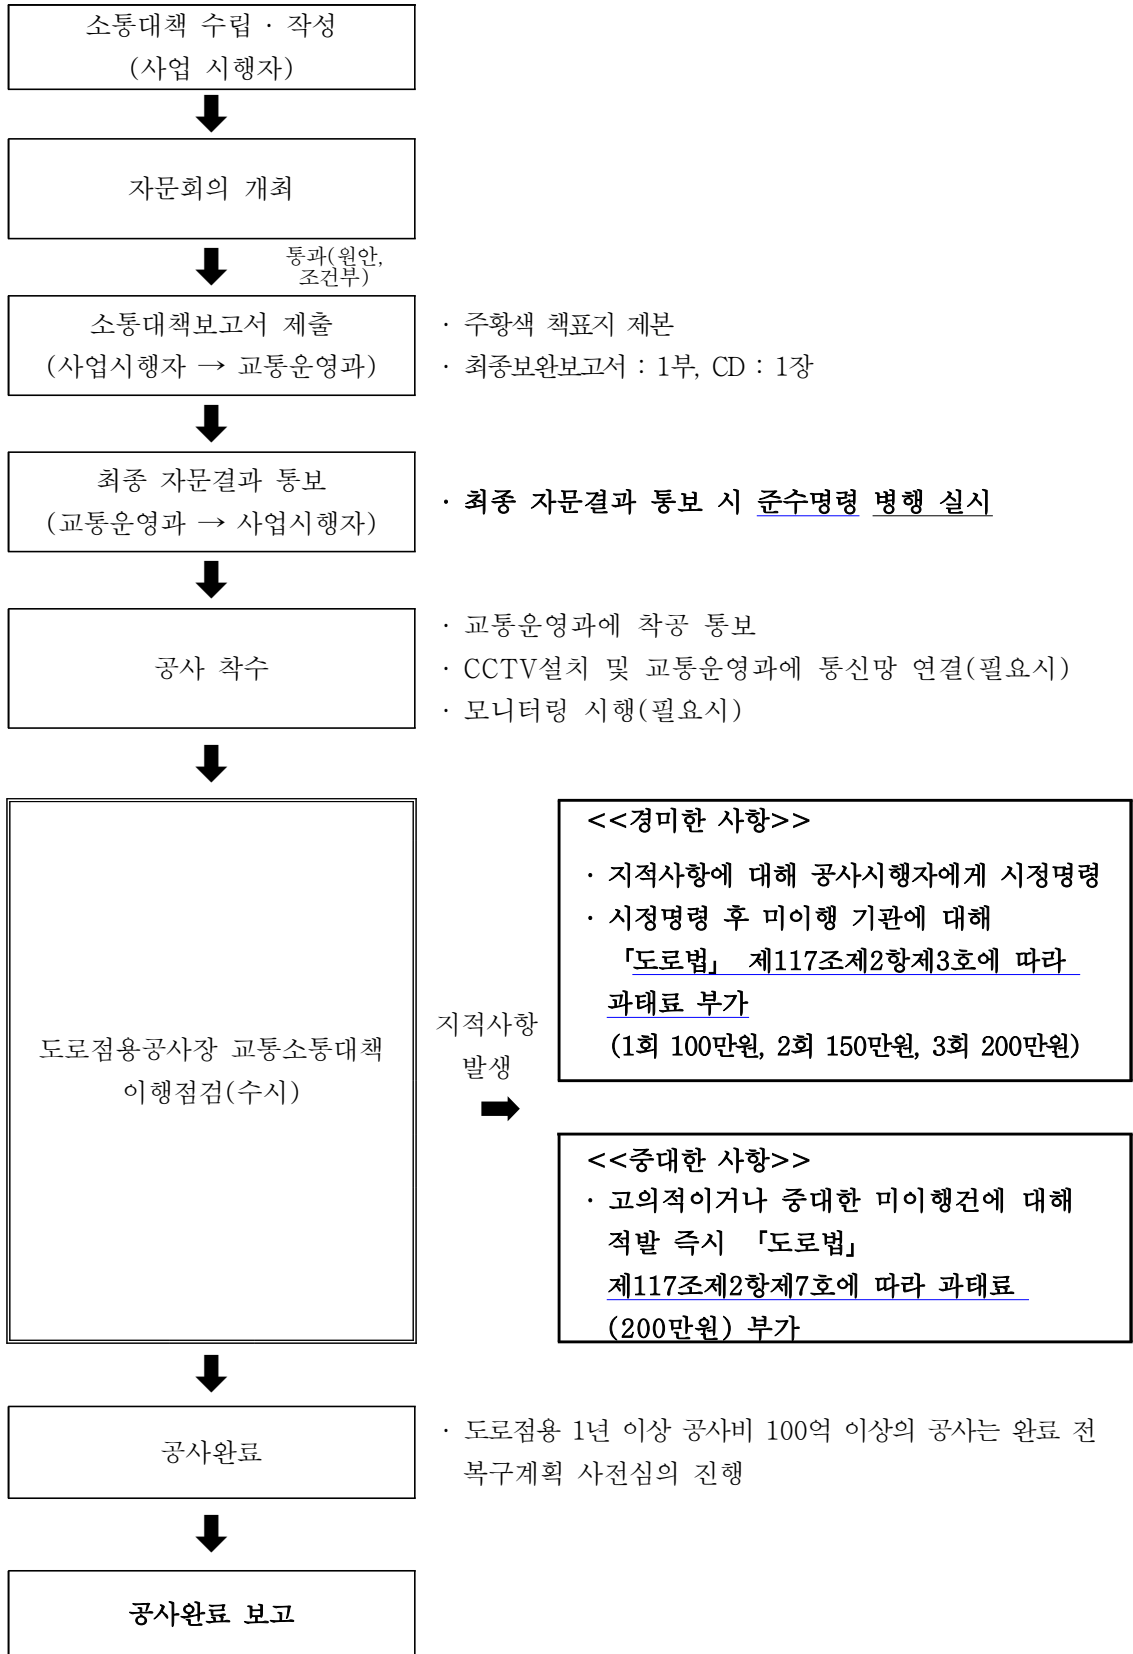 소통대책 수립 · 작성
(사업 시행자)
자문회의 개최
통과(원안,
조건부)
소통대책보고서 제출
(사업시행자 → 교통운영과)
· 주황색 책표지 제본
· 최종보완보고서 : 1부, CD : 1장
최종 자문결과 통보
(교통운영과 → 사업시행자)
· 최종 자문결과 통보 시 준수명령 병행 실시
공사 착수
· 교통운영과에 착공 통보
· CCTV설치 및 교통운영과에 통신망 연결(필요시)
· 모니터링 시행(필요시)
도로점용공사장 교통소통대책
이행점검(수시)
지적사항
발생
<<경미한 사항>>
· 지적사항에 대해 공사시행자에게 시정명령
· 시정명령 후 미이행 기관에 대해
「도로법」 제117조제2항제3호에 따라
과태료 부가
(1회 100만원, 2회 150만원, 3회 200만원)
<<중대한 사항>>
· 고의적이거나 중대한 미이행건에 대해
적발 즉시 「도로법」
제117조제2항제7호에 따라 과태료
(200만원) 부가
공사완료
· 도로점용 1년 이상 공사비 100억 이상의 공사는 완료 전
복구계획 사전심의 진행
공사완료 보고